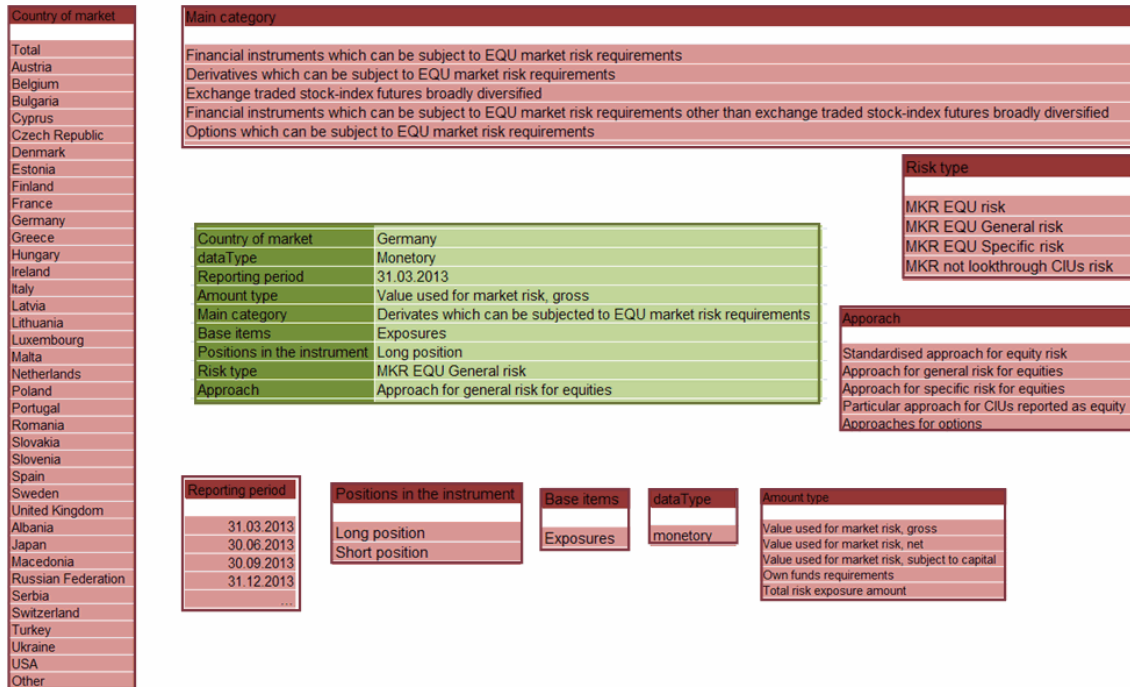 Country of market
Total
Austria
Belgium
Bulgaria
Cyprus
Czech Republic
Denmark
Estonia
Finland
France
Germany
Greece
Hungary
Ireland
Italy
Latvia
Lithuania
Luxembourg
Malta
Netherlands
Poland
Portugal
Romania
Slovakia
Slovenia
Spain
Sweden
United Kingdom
Albania
Japan
Macedonia
Russian Federation
Serbia
Switzerland
Turkey
Ukraine
USA
Other
Main category
Financial instruments which can be subject to EQU market risk requirements
Derivatives which can be subject to EQU market risk requirements
Exchange traded stock-index futures broadly diversified
Financial instruments which can be subject to EQU market risk requirements other than exchange traded stock-index futures broadly diversified
Options which can be subject to EQU market risk requirements
Risk type
MKR EQU risk
MKR EQU General risk
MKR EQU Specific risk
MKR not lookthrough CIUs risk
Country of market Germany
dataType Monetory
Reporting period 31.03.2013
Amount type Value used for market risk, gross
Main category Derivates which can be subjected to EQU market risk requirements
Base items Exposures
Positions in the instrument Long position
Risk type MKR EQU General risk
Approach Approach for general risk for equities
Apporach
Standardised approach for equity risk
Approach for general risk for equities
Approach for specific risk for equities
Particular approach for CIUs reported as equity
Approaches for options
Reporting period
31.03.2013
30.06.2013
30.09.2013
31.12.2013
...
Positions in the instrument
Long position
Short position
Base items
Exposures
dataType
monetory
Amount type
Value used for market risk, gross
Value used for market risk, net
Value used for market risk, subject to capital
Own funds requirements
Total risk exposure amount